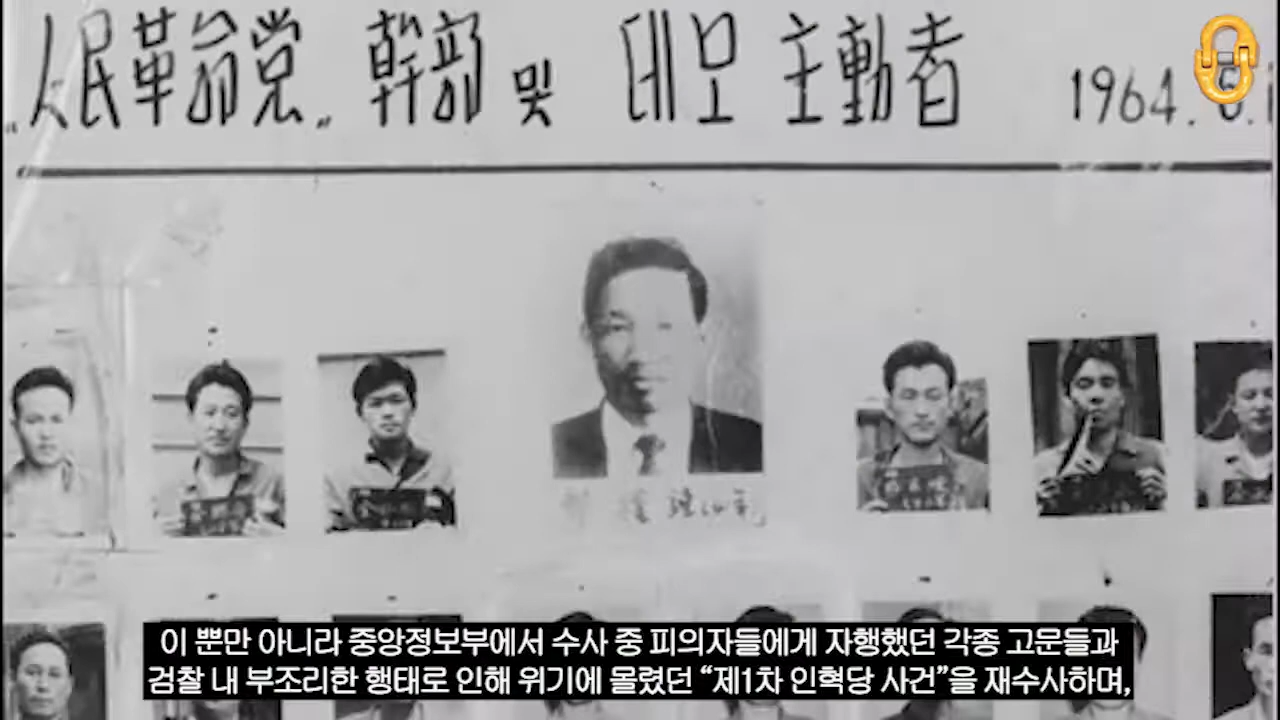 "人民革命党" 幹部 및 데모 主動者 1964.
이 뿐만 아니라 중앙정보부에서 수사 중 피의자들에게 자행했던 각종 고문들과
검찰 내 부조리한 행태로 인해 위기에 몰렸던 “제1차 인혁당 사건”을 재수사하며,